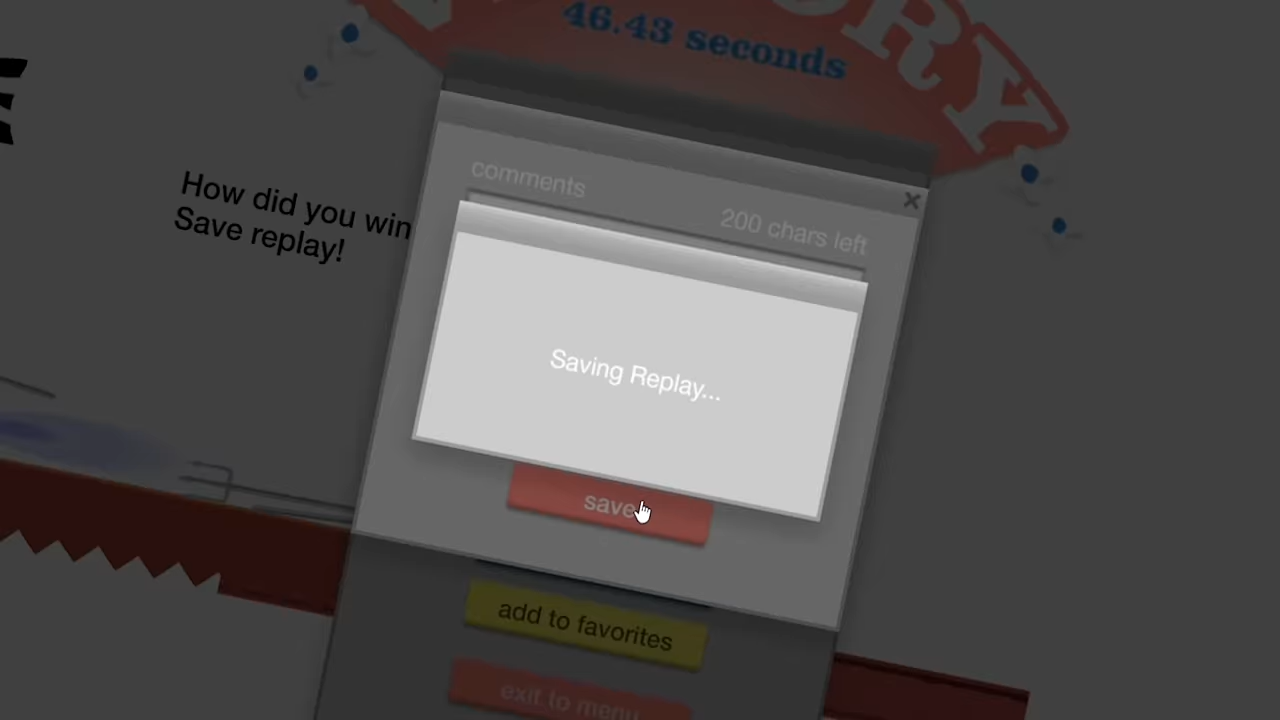 ORY
46.43 seconds
How did you win
Save replay!
comments
200 chars left
Saving Replay...
save
add to favorites
exit to menu